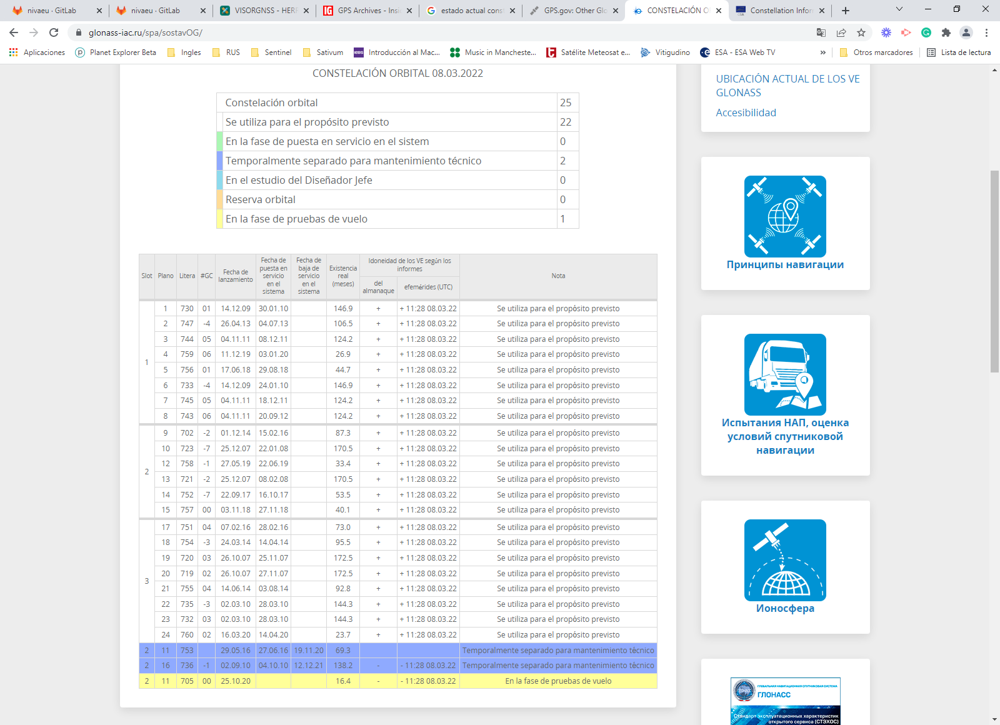 nivaeu · GitLab
nivaeu · GitLab
VISORGNSS - HERR
GPS Archives - Insi
estado actual cons
GPS.gov: Other Glo
CONSTELACIÓN O
Constellation Infor
glonass-iac.ru/spa/sostavOG/
Aplicaciones
Planet Explorer Beta
Ingles
RUS
Sentinel
Sativum
Introducción al Mac...
Music in Mancheste...
Satélite Meteosat e...
Vitigudino
ESA - ESA Web TV
»
Otros marcadores
Lista de lectura
CONSTELACIÓN ORBITAL 08.03.2022
Constelación orbital 25
Se utiliza para el propósito previsto 22
En la fase de puesta en servicio en el sistem 0
Temporalmente separado para mantenimiento técnico 2
En el estudio del Diseñador Jefe 0
Reserva orbital 0
En la fase de pruebas de vuelo 1
Slot
Plano
Litera
#GC
Fecha de
lanzamiento
Fecha de
puesta en
servicio
en el
sistema
Fecha de
baja de
servicio
en el
sistema
Existencia
real
(meses)
Idoneidad de los VE según los
informes
del
almanaque
efemérides (UTC)
Nota
1
1 730 01 14.12.09 30.01.10 146.9 + + 11:28 08.03.22 Se utiliza para el propósito previsto
2 747 -4 26.04.13 04.07.13 106.5 + + 11:28 08.03.22 Se utiliza para el propósito previsto
3 744 05 04.11.11 08.12.11 124.2 + + 11:28 08.03.22 Se utiliza para el propósito previsto
4 759 06 11.12.19 03.01.20 26.9 + + 11:28 08.03.22 Se utiliza para el propósito previsto
5 756 01 17.06.18 29.08.18 44.7 + + 11:28 08.03.22 Se utiliza para el propósito previsto
6 733 -4 14.12.09 24.01.10 146.9 + + 11:28 08.03.22 Se utiliza para el propósito previsto
7 745 05 04.11.11 18.12.11 124.2 + + 11:28 08.03.22 Se utiliza para el propósito previsto
8 743 06 04.11.11 20.09.12 124.2 + + 11:28 08.03.22 Se utiliza para el propósito previsto
2
9 702 -2 01.12.14 15.02.16 87.3 + + 11:28 08.03.22 Se utiliza para el propósito previsto
10 723 -7 25.12.07 22.01.08 170.5 + + 11:28 08.03.22 Se utiliza para el propósito previsto
12 758 -1 27.05.19 22.06.19 33.4 + + 11:28 08.03.22 Se utiliza para el propósito previsto
13 721 -2 25.12.07 08.02.08 170.5 + + 11:28 08.03.22 Se utiliza para el propósito previsto
14 752 -7 22.09.17 16.10.17 53.5 + + 11:28 08.03.22 Se utiliza para el propósito previsto
15 757 00 03.11.18 27.11.18 40.1 + + 11:28 08.03.22 Se utiliza para el propósito previsto
3
17 751 04 07.02.16 28.02.16 73.0 + + 11:28 08.03.22 Se utiliza para el propósito previsto
18 754 -3 24.03.14 14.04.14 95.5 + + 11:28 08.03.22 Se utiliza para el propósito previsto
19 720 03 26.10.07 25.11.07 172.5 + + 11:28 08.03.22 Se utiliza para el propósito previsto
20 719 02 26.10.07 27.11.07 172.5 + + 11:28 08.03.22 Se utiliza para el propósito previsto
21 755 04 14.06.14 03.08.14 92.8 + + 11:28 08.03.22 Se utiliza para el propósito previsto
22 735 -3 02.03.10 28.03.10 144.3 + + 11:28 08.03.22 Se utiliza para el propósito previsto
23 732 03 02.03.10 28.03.10 144.3 + + 11:28 08.03.22 Se utiliza para el propósito previsto
24 760 02 16.03.20 14.04.20 23.7 + + 11:28 08.03.22 Se utiliza para el propósito previsto
2 11 753 29.05.16 27.06.16 19.11.20 69.3 Temporalmente separado para mantenimiento técnico
2 16 736 -1 02.09.10 04.10.10 12.12.21 138.2 - - 11:28 08.03.22 Temporalmente separado para mantenimiento técnico
2 11 705 00 25.10.20 16.4 - - 11:28 08.03.22 En la fase de pruebas de vuelo
UBICACIÓN ACTUAL DE LOS VE
GLONASS
Accesibilidad
Принципы навигации
Испытания НАП, оценка
условий спутниковой
навигации
Ионосфера
ГЛОБАЛЬНАЯ НАВИГАЦИОННАЯ СПУТНИКОВАЯ СИСТЕМА
ГЛОНАСС
Стандарт эксплуатационных характеристик
открытого сервиса (СТЭХОС)